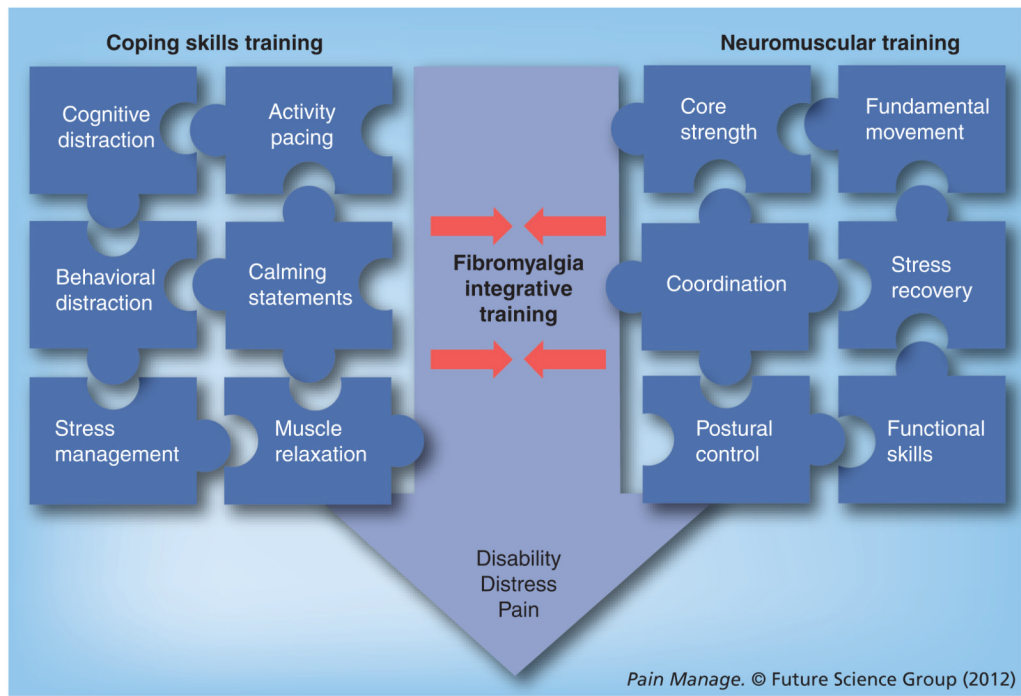 Coping skills training
Cognitive
distraction
Activity
pacing
Behavioral
distraction
Calming
statements
Stress
management
Muscle
relaxation
Fibromyalgia
integrative
training
Disability
Distress
Pain
Neuromuscular training
Core
strength
Fundamental
movement
Coordination
Stress
recovery
Postural
control
Functional
skills
Pain Manage. © Future Science Group (2012)